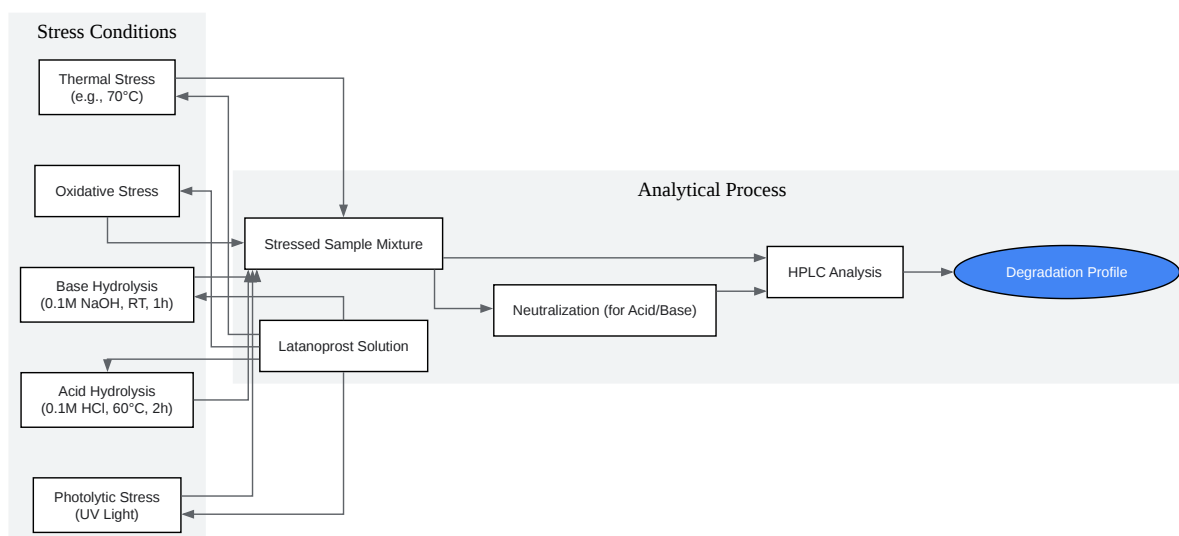 Stress Conditions
Thermal Stress
(e.g., 70°C)
Oxidative Stress
Base Hydrolysis
(0.1M NaOH, RT, 1h)
Acid Hydrolysis
(0.1M HCl, 60°C, 2h)
Photolytic Stress
(UV Light)
Analytical Process
Stressed Sample Mixture
Latanoprost Solution
Neutralization (for Acid/Base)
HPLC Analysis
Degradation Profile